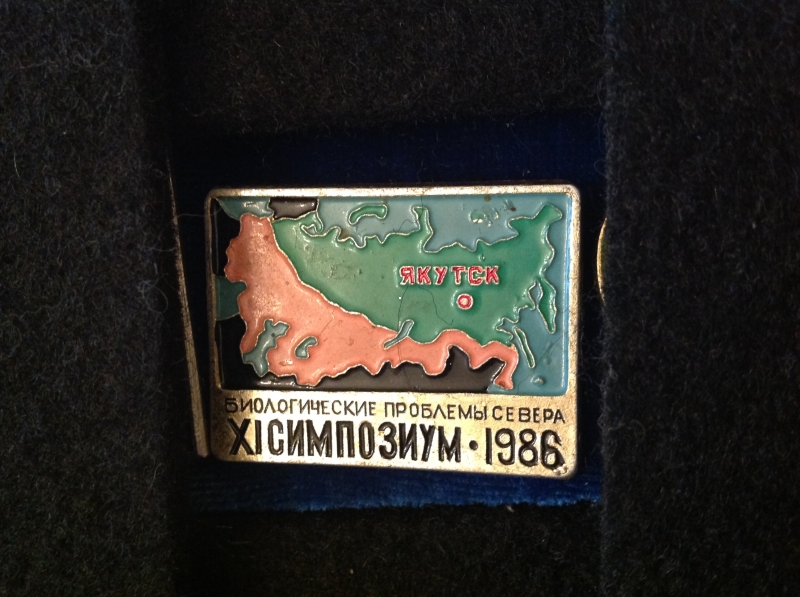 ЯКУТСК
БИОЛОГИЧЕСКИЕ ПРОБЛЕМЫ СЕВЕРА
XI СИМПОЗИУМ · 1986